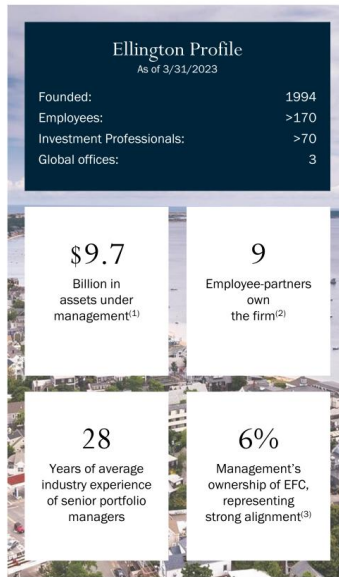 Ellington Profile
As of 3/31/2023
Founded: 1994
Employees: >170
Investment Professionals: >70
Global offices: 3
$9.7
Billion in
assets under
management(1)
9
Employee-partners
own
the firm(2)
28
Years of average
industry experience
of senior portfolio
managers
6%
Management's
ownership of EFC,
representing
strong alignment(3)